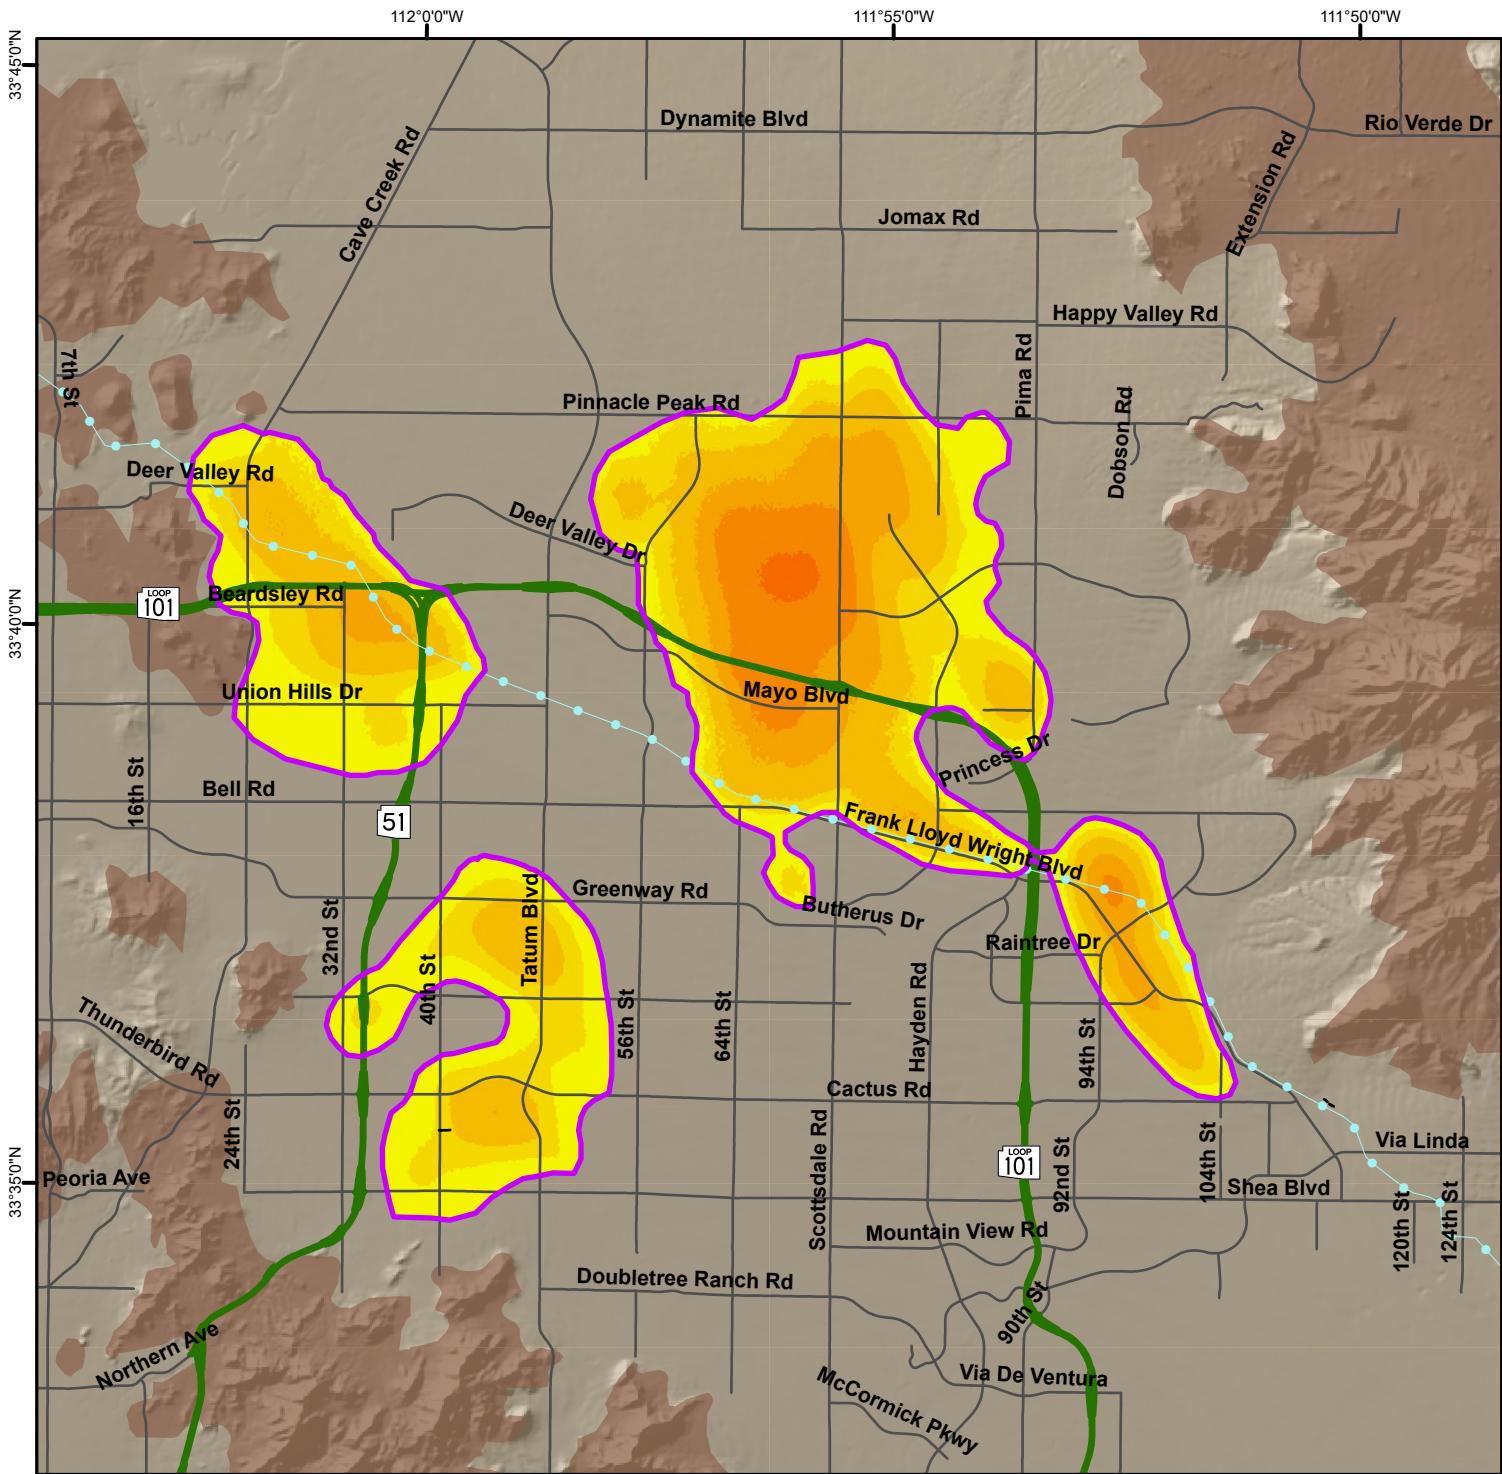 112°0'0"W
111°55'0"W
111°50'0"W
33°45'0"N
Dynamite Blvd
Rio Verde Dr
Cave Creek Rd
Extension Rd
Jomax Rd
Happy Valley Rd
7th St
Pima Rd
Pinnacle Peak Rd
Dobson Rd
Deer Valley Rd
Deer Valley Dr
Beardsley Rd
LOOP
101
33°40'0"N
Union Hills Dr
Mayo Blvd
Princess Dr
16th St
Bell Rd
51
Frank Lloyd Wright Blvd
Greenway Rd
Tatum Blvd
Butherus Dr
32nd St
Raintree Dr
40th St
Hayden Rd
56th St
64th St
94th St
Thunderbird Rd
Cactus Rd
24th St
Scottsdale Rd
104th St
Via Linda
92nd St
LOOP
101
33°35'0"N
Peoria Ave
Shea Blvd
120th St
124th St
Mountain View Rd
Doubletree Ranch Rd
90th St
Northern Ave
Via De Ventura
McCormick Pkwy